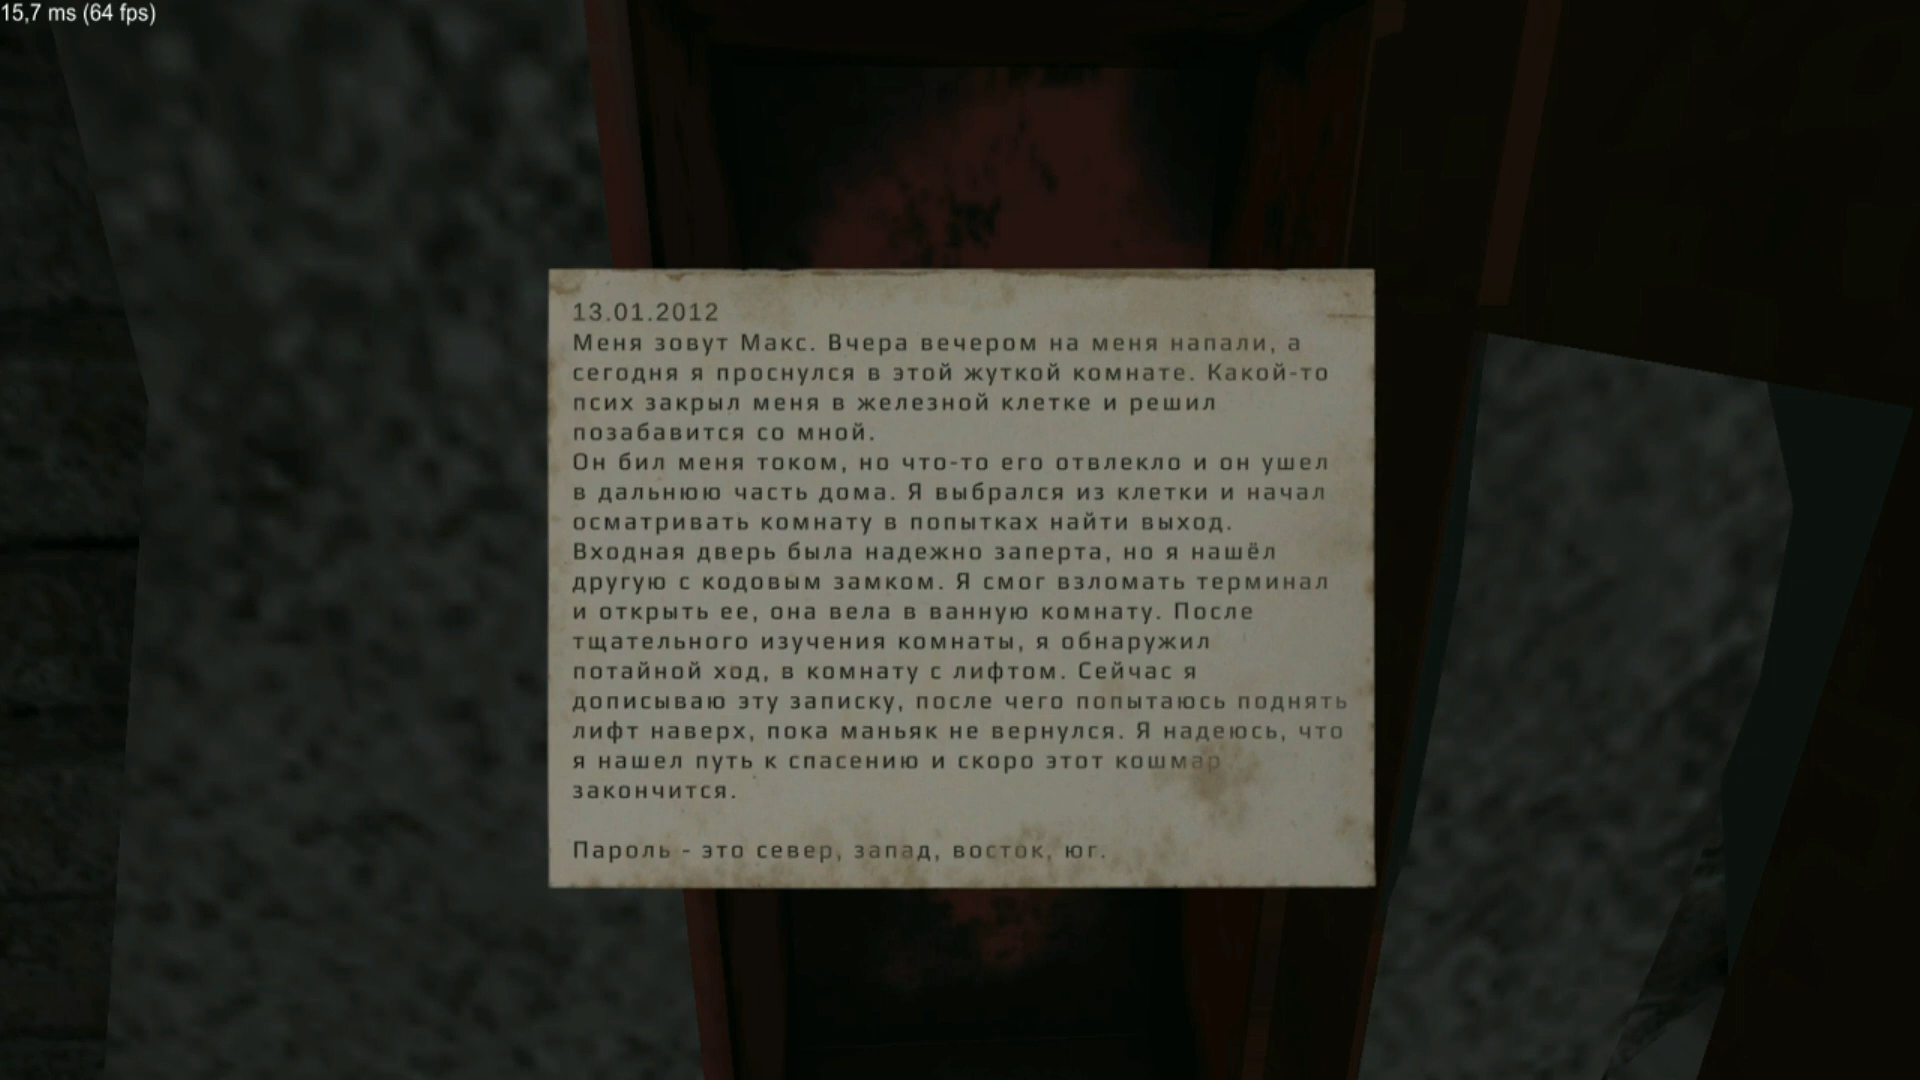 15,7 ms (64 fps)
13.01.2012
Меня зовут Макс. Вчера вечером на меня напали, а
сегодня я проснулся в этой жуткой комнате. Какой-то
псих закрыл меня в железной клетке и решил
позабавится со мной.
Он бил меня током, но что-то его отвлекло и он ушел
в дальнюю часть дома. Я выбрался из клетки и начал
осматривать комнату в попытках найти выход.
Входная дверь была надежно заперта, но я нашёл
другую с кодовым замком. Я смог взломать терминал
и открыть ее, она вела в ванную комнату. После
тщательного изучения комнаты, я обнаружил
потайной ход, в комнату с лифтом. Сейчас я
дописываю эту записку, после чего попытаюсь поднять
лифт наверх, пока маньяк не вернулся. Я надеюсь, что
я нашел путь к спасению и скоро этот кошмар
закончится.
Пароль - это север, запад, восток, юг.